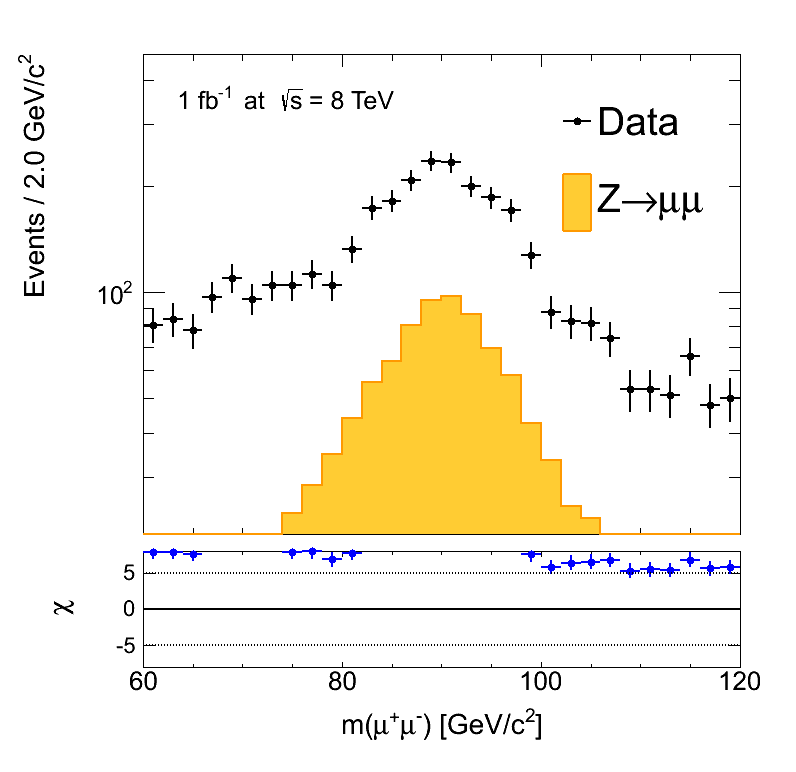 Events / 2.0 GeV/c²
1 fb⁻¹ at √s = 8 TeV
Data
Z→μμ
10²
5
0
-5
χ
60 80 100 120
m(μ⁺μ⁻) [GeV/c²]